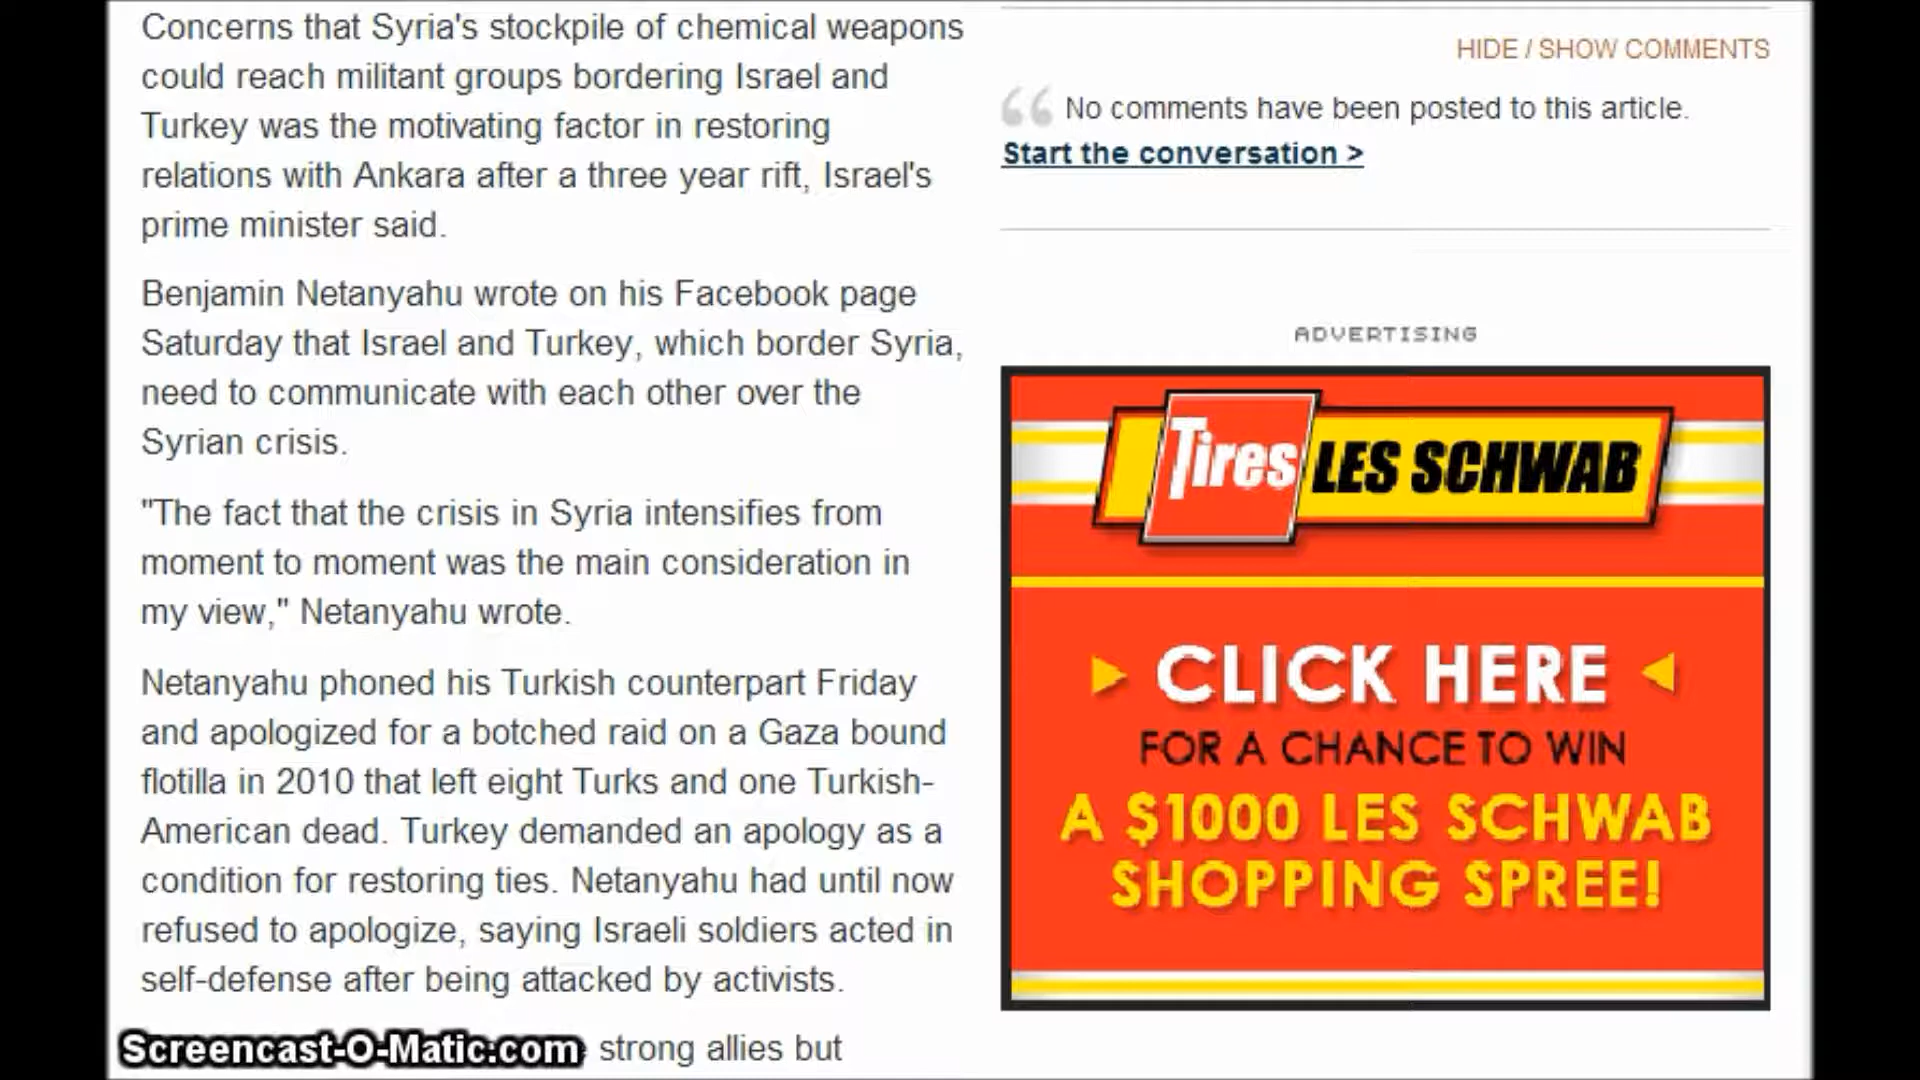 Concerns that Syria's stockpile of chemical weapons
could reach militant groups bordering Israel and
Turkey was the motivating factor in restoring
relations with Ankara after a three year rift, Israel's
prime minister said.
Benjamin Netanyahu wrote on his Facebook page
Saturday that Israel and Turkey, which border Syria,
need to communicate with each other over the
Syrian crisis.
"The fact that the crisis in Syria intensifies from
moment to moment was the main consideration in
my view," Netanyahu wrote.
Netanyahu phoned his Turkish counterpart Friday
and apologized for a botched raid on a Gaza bound
flotilla in 2010 that left eight Turks and one Turkish-
American dead. Turkey demanded an apology as a
condition for restoring ties. Netanyahu had until now
refused to apologize, saying Israeli soldiers acted in
self-defense after being attacked by activists.
Screencast-O-Matic.com strong allies but
HIDE / SHOW COMMENTS
No comments have been posted to this article.
Start the conversation >
ADVERTISING
Tires LES SCHWAB
CLICK HERE
FOR A CHANCE TO WIN
A $1000 LES SCHWAB
SHOPPING SPREE!